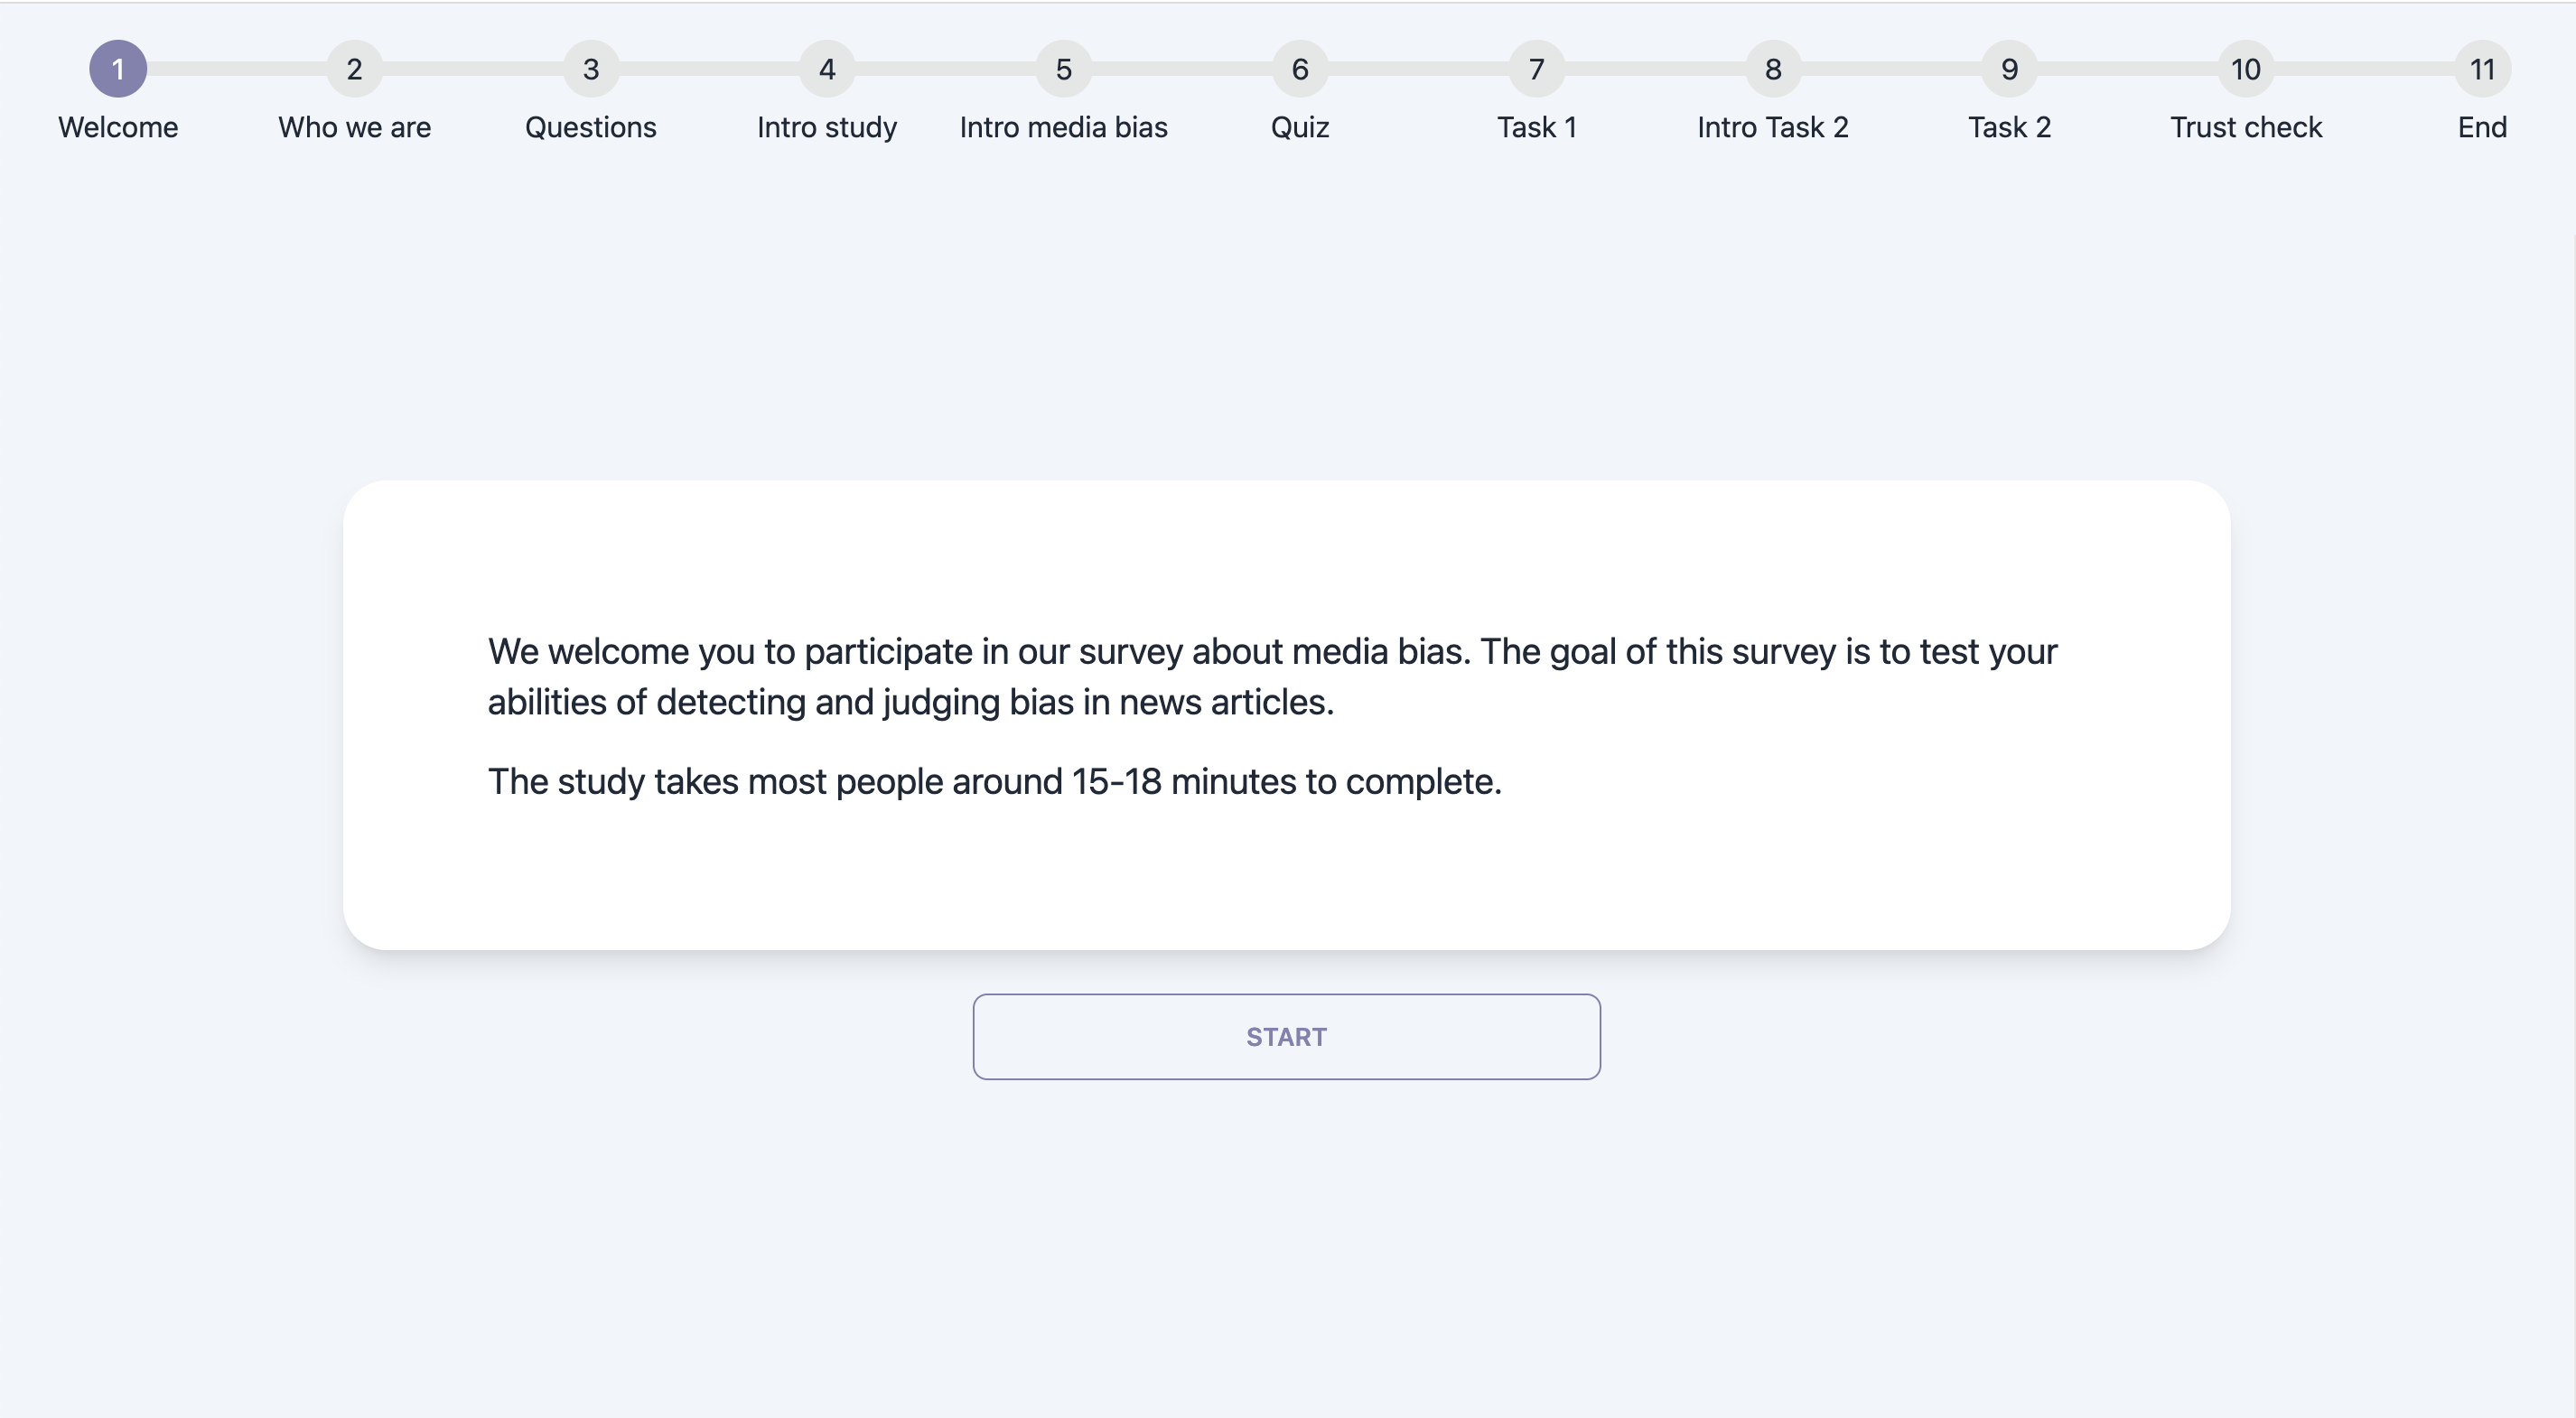 1 2 3 4 5 6 7 8 9 10 11
Welcome Who we are Questions Intro study Intro media bias Quiz Task 1 Intro Task 2 Task 2 Trust check End
We welcome you to participate in our survey about media bias. The goal of this survey is to test your
abilities of detecting and judging bias in news articles.
The study takes most people around 15-18 minutes to complete.
START